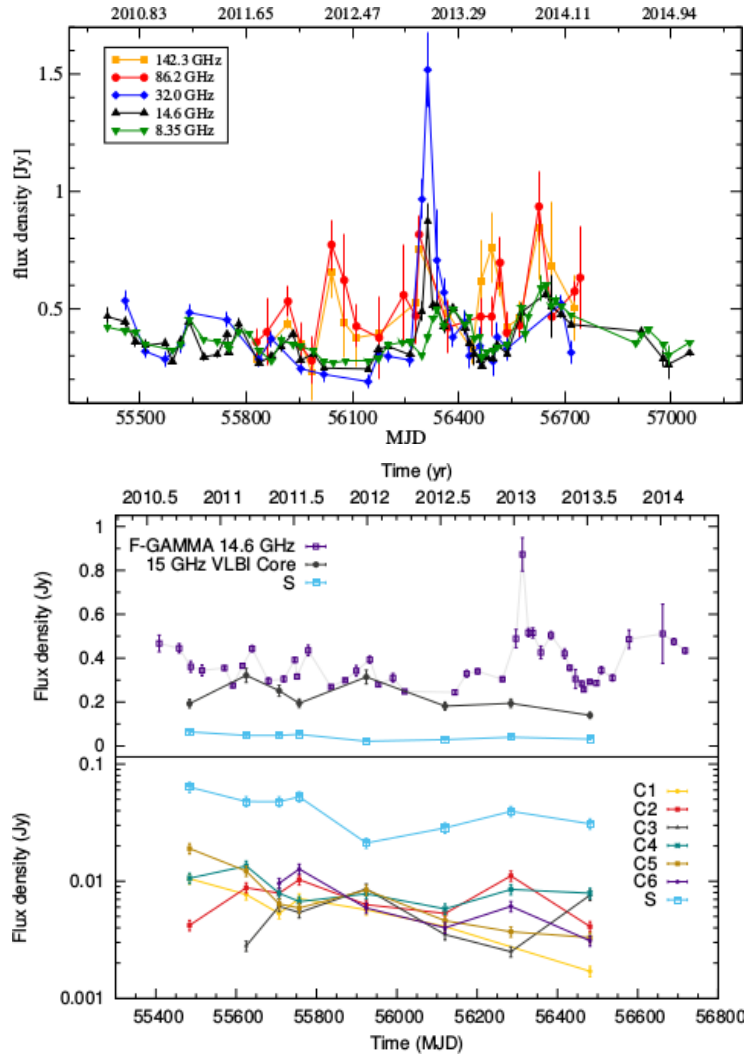 2010.83 2011.65 2012.47 2013.29 2014.11 2014.94
142.3 GHz
86.2 GHz
32.0 GHz
14.6 GHz
8.35 GHz
1.5
1
0.5
flux density [Jy]
55500 55800 56100 56400 56700 57000
MJD
Time (yr)
2010.5 2011 2011.5 2012 2012.5 2013 2013.5 2014
F-GAMMA 14.6 GHz
15 GHz VLBI Core
S
1
0.8
0.6
0.4
0.2
0
Flux density (Jy)
0.1
0.01
0.001
Flux density (Jy)
C1
C2
C3
C4
C5
C6
S
55400 55600 55800 56000 56200 56400 56600 56800
Time (MJD)